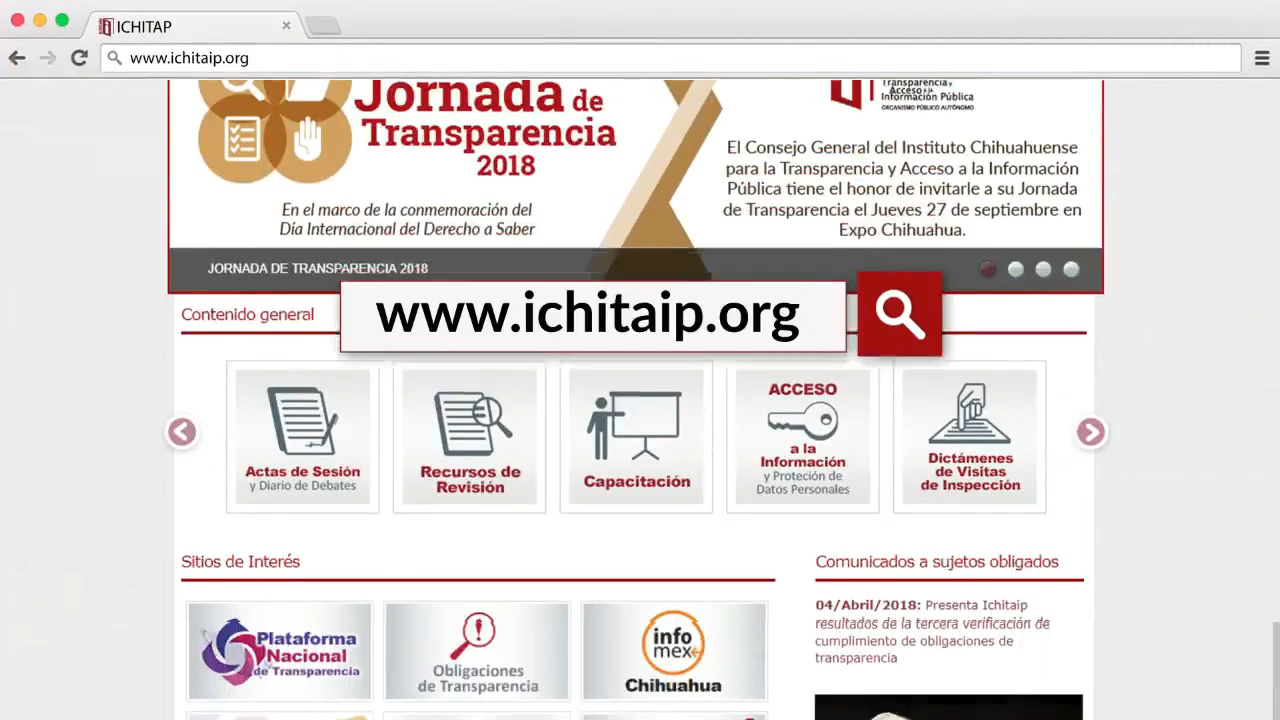 ICHITAP
www.ichitaip.org
Jornada de
Transparencia
2018
En el marco de la conmemoración del
Día Internacional del Derecho a Saber
Transparencia y
Acceso a la
Información Pública
ORGANISMO PÚBLICO AUTÓNOMO
El Consejo General del Instituto Chihuahuense
para la Transparencia y Acceso a la Información
Pública tiene el honor de invitarle a su Jornada
de Transparencia el Jueves 27 de septiembre en
Expo Chihuahua.
JORNADA DE TRANSPARENCIA 2018
www.ichitaip.org
Contenido general
Actas de Sesión
y Diario de Debates
Recursos de
Revisión
Capacitación
ACCESO
a la
Información
y Proteción de
Datos Personales
Dictámenes
de Visitas
de Inspección
Sitios de Interés
Plataforma
Nacional
de Transparencia
Obligaciones
de Transparencia
info
mex
Chihuahua
Comunicados a sujetos obligados
04/Abril/2018: Presenta Ichitaip
resultados de la tercera verificación de
cumplimiento de obligaciones de
transparencia